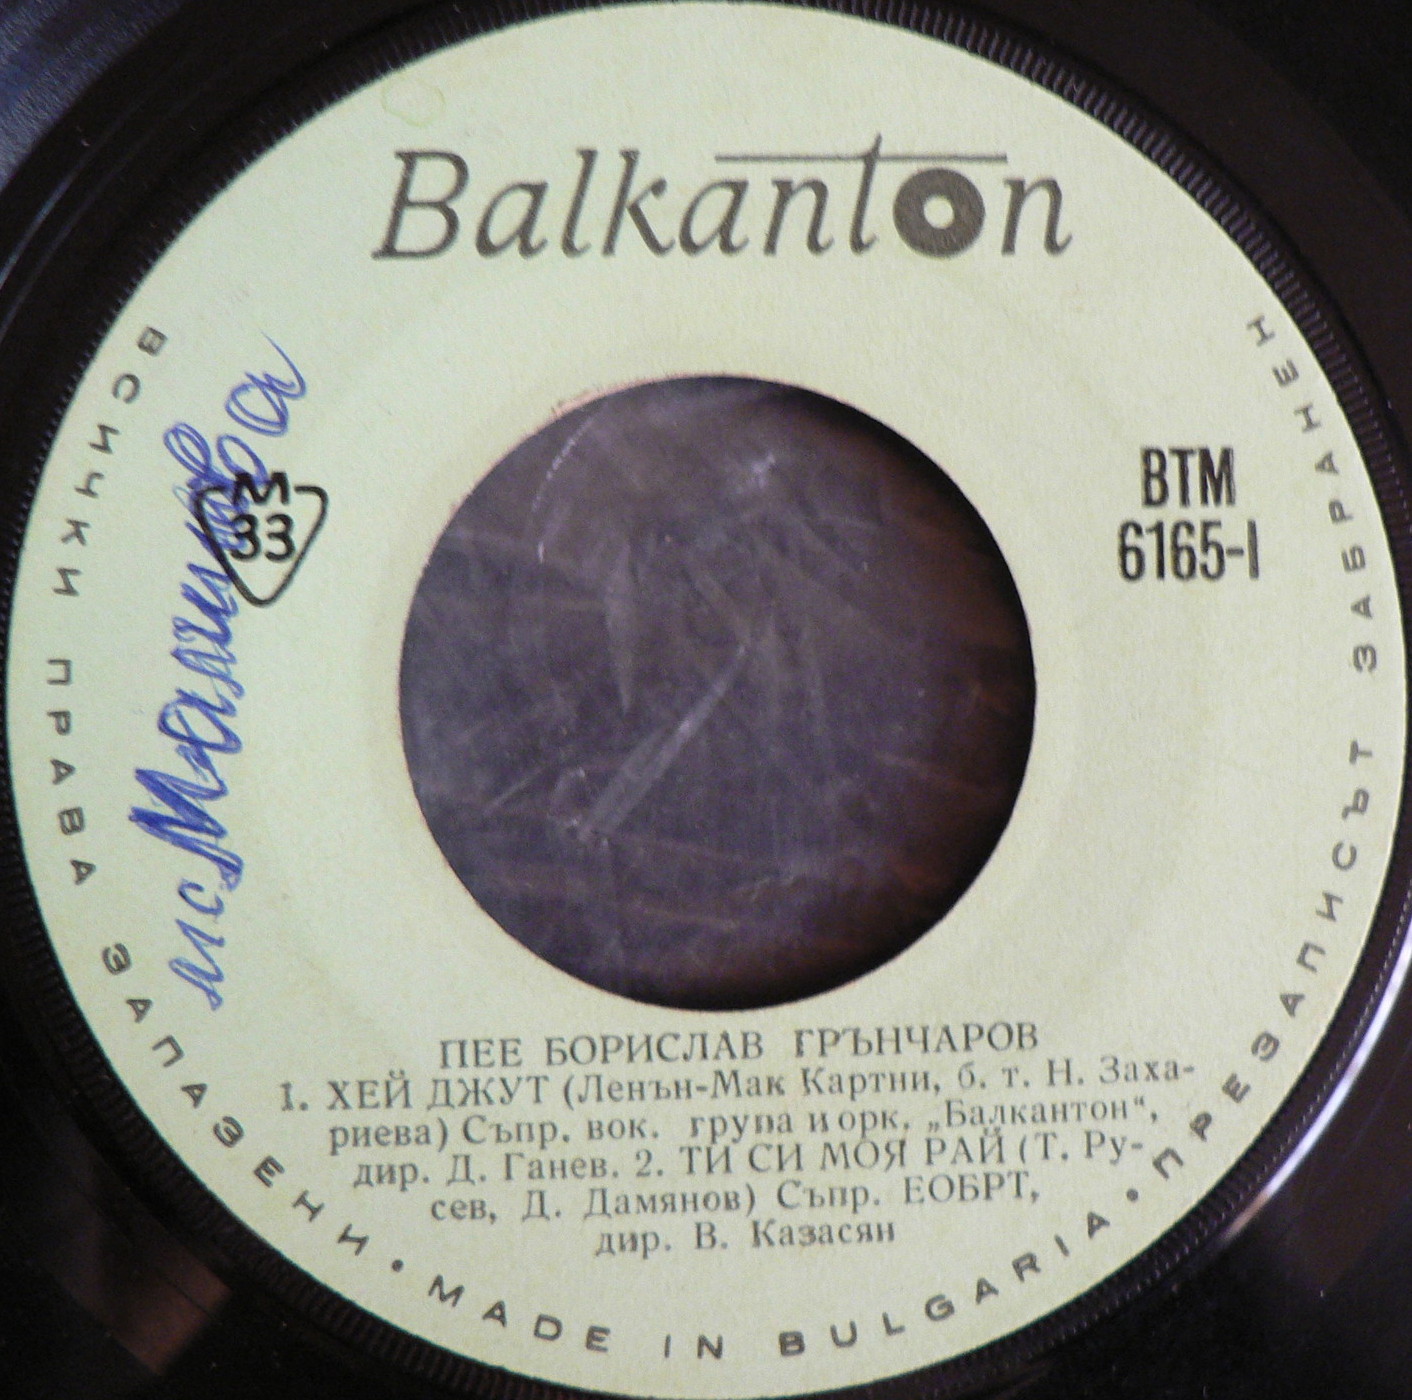 Balkanton
ВТМ
6165-I
М
33
ПЕЕ БОРИСЛАВ ГРЪНЧАРОВ
1. ХЕЙ ДЖУТ (Ленън-Мак Картни, б. т. Н. Заха-
риева) Съпр. вок. група и орк. „Балкантон“,
дир. Д. Ганев. 2. ТИ СИ МОЯ РАЙ (Т. Ру-
сев, Д. Дамянов) Съпр. ЕОБРТ,
дир. В. Казасян
ВСИЧКИ ПРАВА ЗАПАЗЕНИ • MADE IN BULGARIA • ПРЕЗАПИСЪТ ЗАБРАНЕН